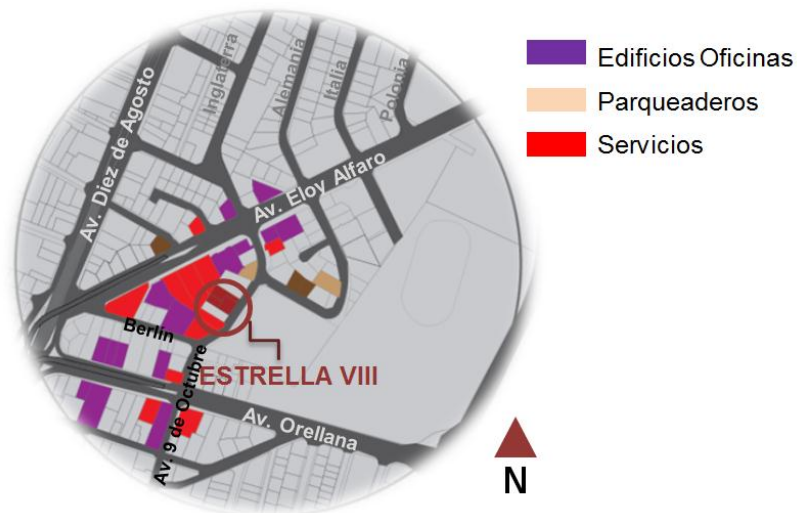 Edificios Oficinas
Parqueaderos
Servicios
Av. Diez de Agosto
Inglaterra
Alemania
Italia
Polonia
Av. Eloy Alfaro
Berlín
ESTRELLA VIII
Av. 9 de Octubre
Av. Orellana
N